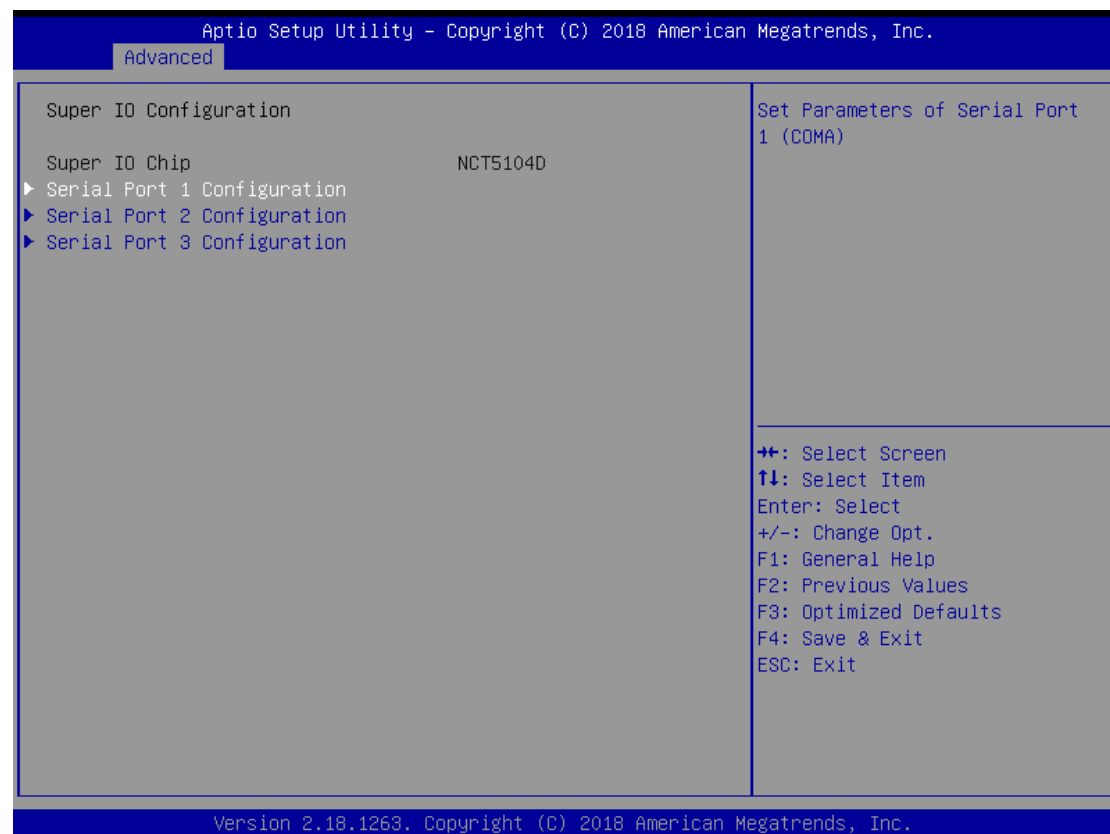 Aptio Setup Utility – Copyright (C) 2018 American Megatrends, Inc.
Advanced
Super IO Configuration
Super IO Chip NCT5104D
▶ Serial Port 1 Configuration
▶ Serial Port 2 Configuration
▶ Serial Port 3 Configuration
Set Parameters of Serial Port
1 (COMA)
→←: Select Screen
↑↓: Select Item
Enter: Select
+/-: Change Opt.
F1: General Help
F2: Previous Values
F3: Optimized Defaults
F4: Save & Exit
ESC: Exit
Version 2.18.1263. Copyright (C) 2018 American Megatrends, Inc.